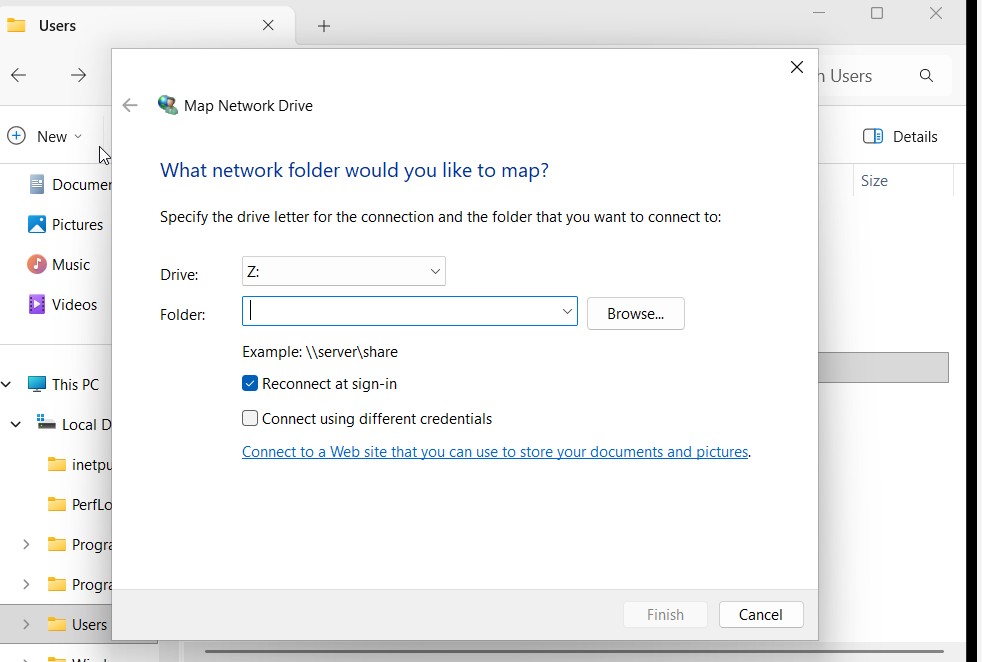 Users
Users
New
Details
Map Network Drive
What network folder would you like to map?
Specify the drive letter for the connection and the folder that you want to connect to:
Drive:
Z:
Folder:
Browse...
Example: \\server\share
Reconnect at sign-in
Connect using different credentials
Connect to a Web site that you can use to store your documents and pictures.
Finish
Cancel
Size
Documen
Pictures
Music
Videos
This PC
Local D
inetpu
PerfLo
Progra
Progra
Users